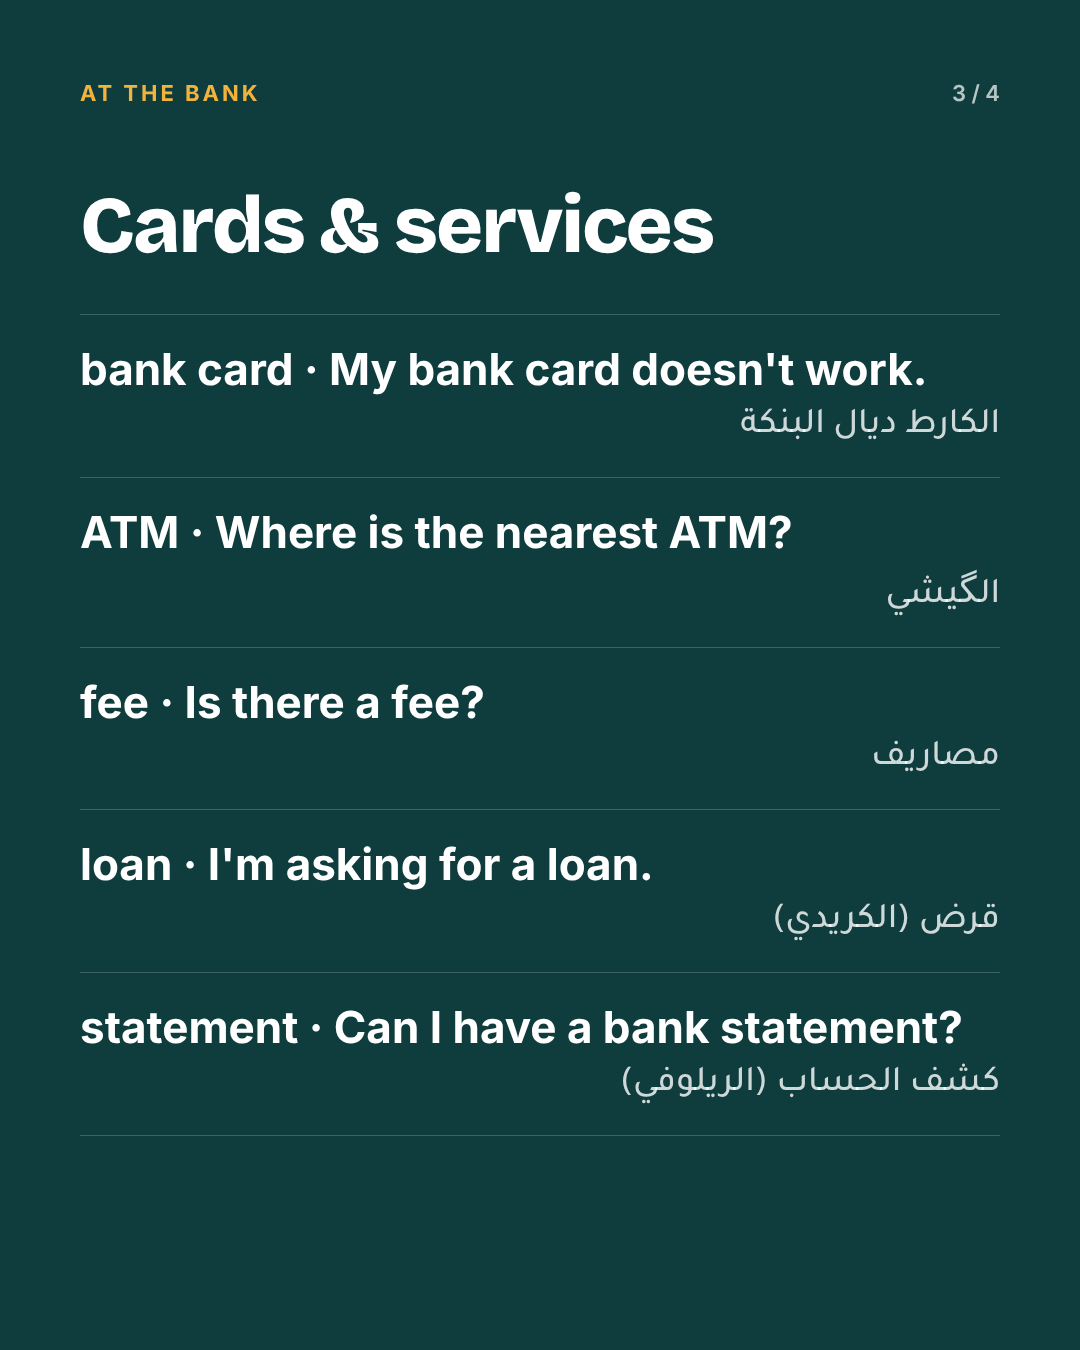 AT THE BANK
3 / 4
Cards & services
bank card · My bank card doesn't work.
الكارط ديال البنكة
ATM · Where is the nearest ATM?
الگيشي
fee · Is there a fee?
مصاريف
loan · I'm asking for a loan.
قرض (الكريدي)
statement · Can I have a bank statement?
كشف الحساب (الريلوفي)